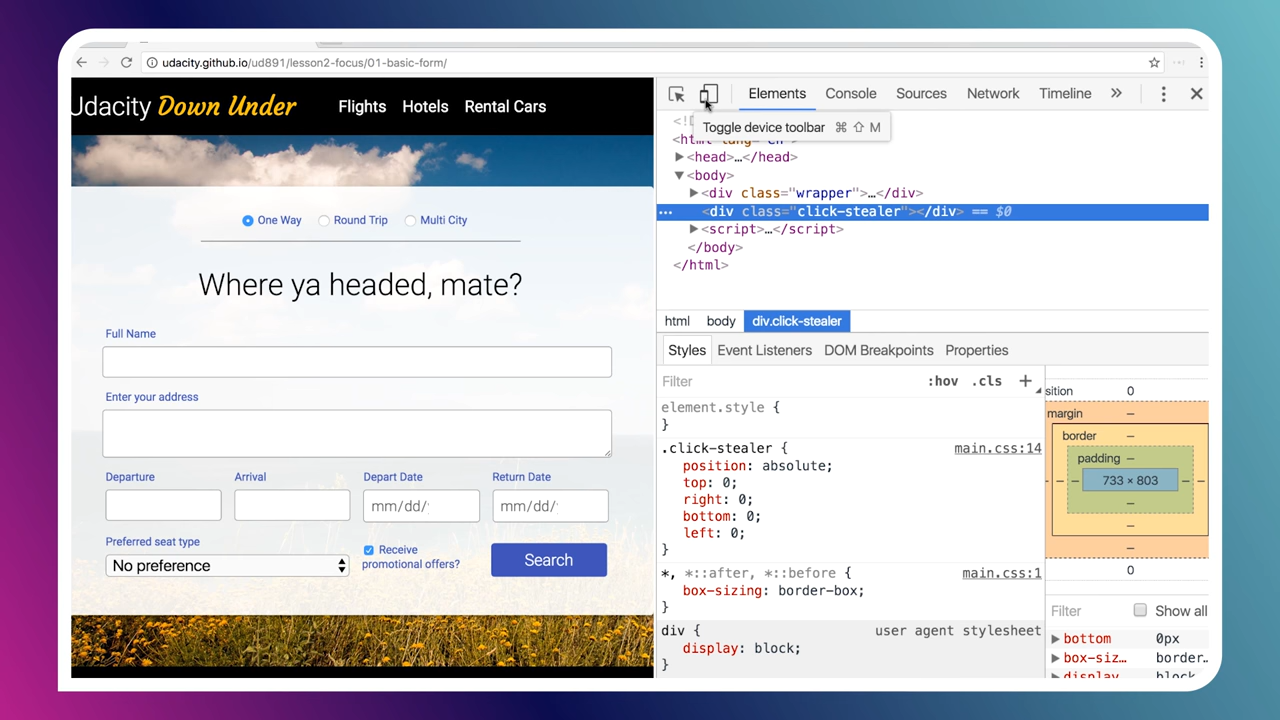 udacity.github.io/ud891/lesson2-focus/01-basic-form/
Udacity Down Under
Flights Hotels Rental Cars
One Way Round Trip Multi City
Where ya headed, mate?
Full Name
Enter your address
Departure Arrival Depart Date Return Date
mm/dd/ mm/dd/
Preferred seat type
No preference
Receive
promotional offers?
Search
Elements Console Sources Network Timeline »
Toggle device toolbar ⌘ ⇧ M
<head>…</head>
<body>
<div class="wrapper">…</div>
<div class="click-stealer"></div> == $0
<script>…</script>
</body>
</html>
html body div.click-stealer
Styles Event Listeners DOM Breakpoints Properties
Filter :hov .cls +
element.style {
}
.click-stealer { main.css:14
position: absolute;
top: 0;
right: 0;
bottom: 0;
left: 0;
}
*, *::after, *::before { main.css:1
box-sizing: border-box;
}
div { user agent stylesheet
display: block;
}
sition 0
margin –
border –
padding –
733 × 803
0
Filter Show all
bottom 0px
box-siz… border…
display block